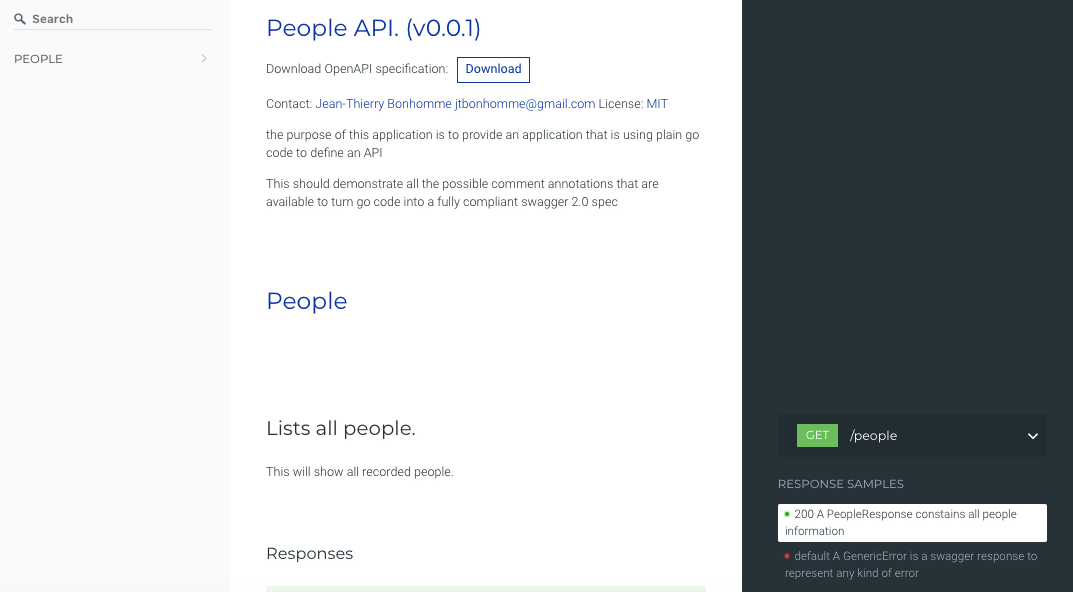 Search
PEOPLE
People API. (v0.0.1)
Download OpenAPI specification: Download
Contact: Jean-Thierry Bonhomme jtbonhomme@gmail.com License: MIT
the purpose of this application is to provide an application that is using plain go
code to define an API
This should demonstrate all the possible comment annotations that are
available to turn go code into a fully compliant swagger 2.0 spec
People
Lists all people.
This will show all recorded people.
Responses
GET /people
RESPONSE SAMPLES
200 A PeopleResponse constains all people
information
default A GenericError is a swagger response to
represent any kind of error